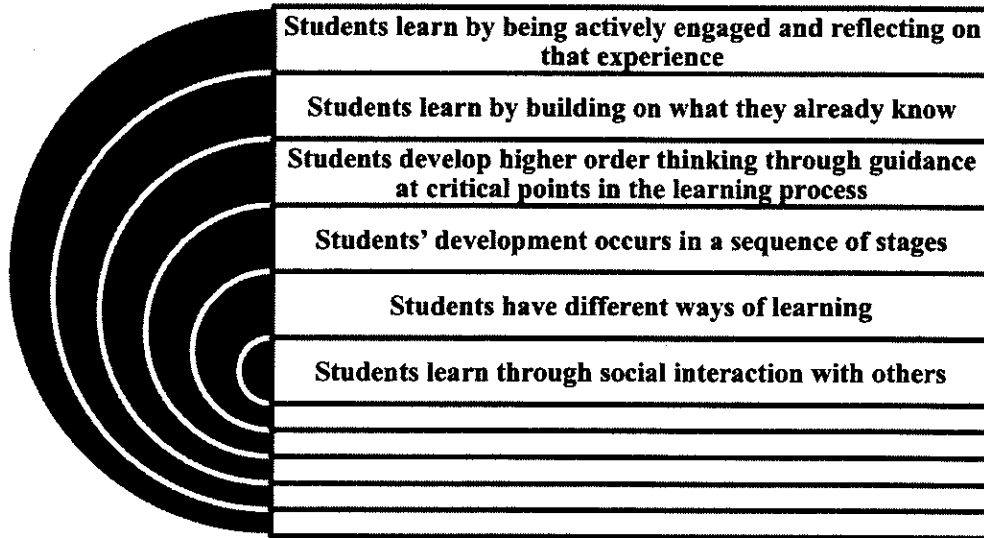 Students learn by being actively engaged and reflecting on
that experience
Students learn by building on what they already know
Students develop higher order thinking through guidance
at critical points in the learning process
Students’ development occurs in a sequence of stages
Students have different ways of learning
Students learn through social interaction with others